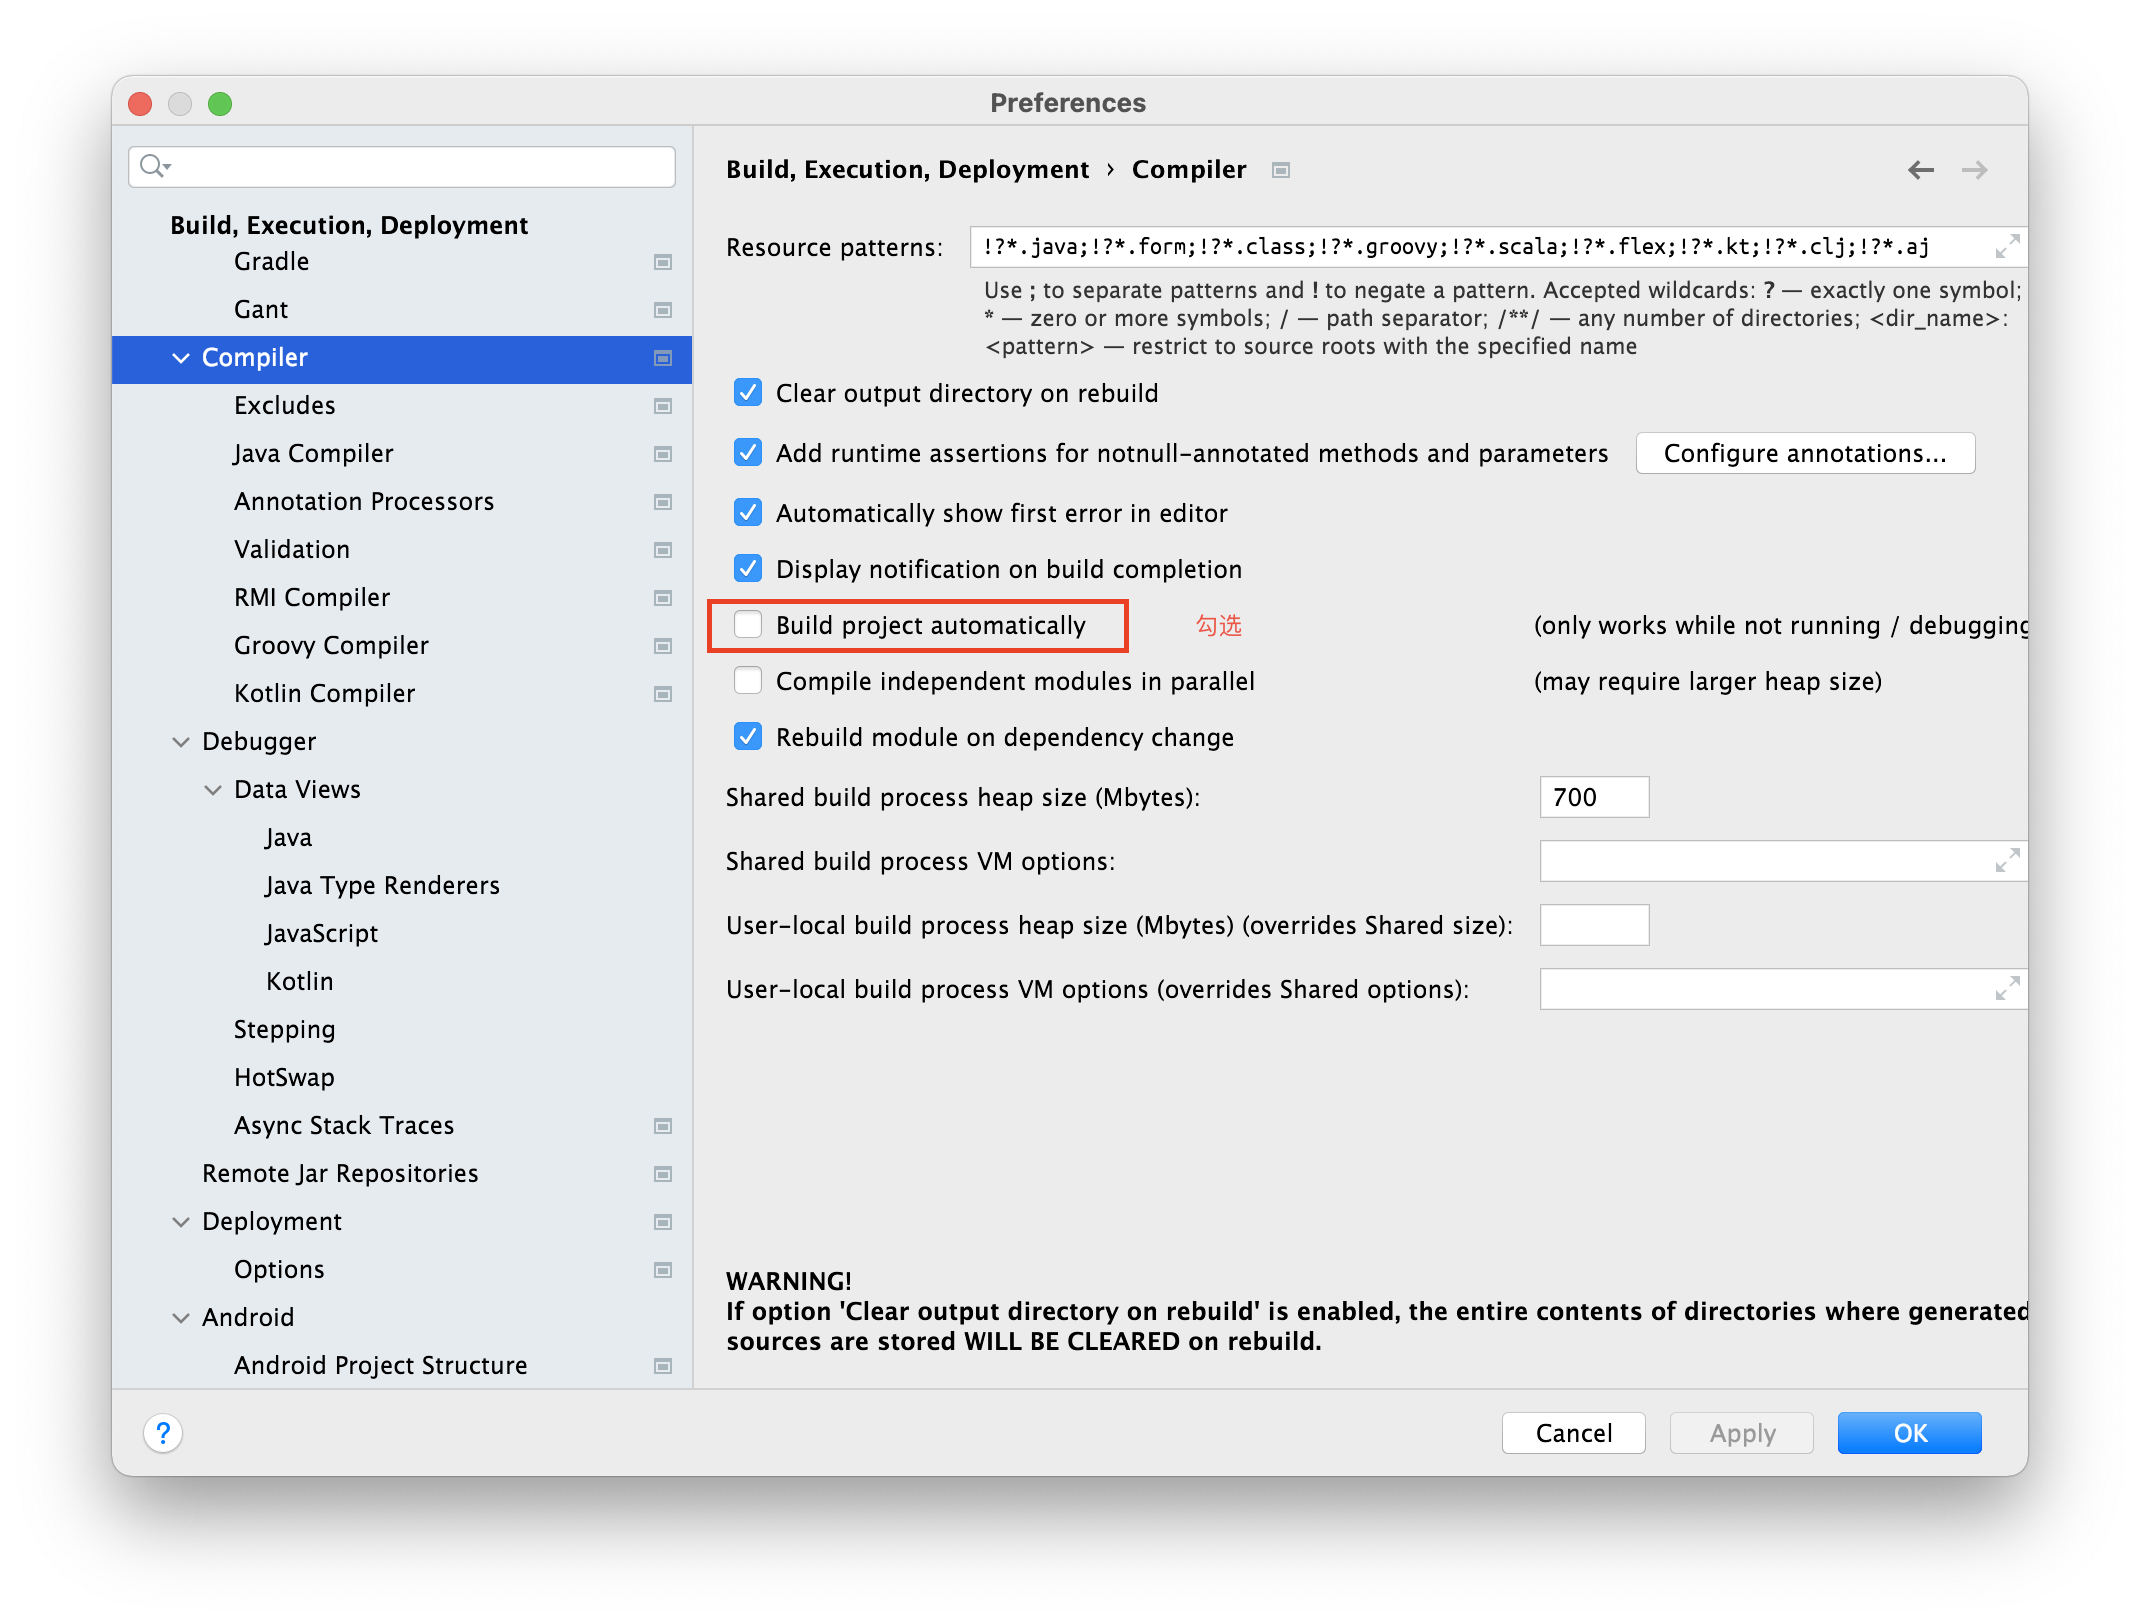 Preferences
Build, Execution, Deployment
Gradle
Gant
Compiler
Excludes
Java Compiler
Annotation Processors
Validation
RMI Compiler
Groovy Compiler
Kotlin Compiler
Debugger
Data Views
Java
Java Type Renderers
JavaScript
Kotlin
Stepping
HotSwap
Async Stack Traces
Remote Jar Repositories
Deployment
Options
Android
Android Project Structure
Build, Execution, Deployment › Compiler
Resource patterns: !?*.java;!?*.form;!?*.class;!?*.groovy;!?*.scala;!?*.flex;!?*.kt;!?*.clj;!?*.aj
Use ; to separate patterns and ! to negate a pattern. Accepted wildcards: ? — exactly one symbol;
* — zero or more symbols; / — path separator; /**/ — any number of directories; <dir_name>:
<pattern> — restrict to source roots with the specified name
Clear output directory on rebuild
Add runtime assertions for notnull-annotated methods and parameters Configure annotations...
Automatically show first error in editor
Display notification on build completion
Build project automatically 勾选 (only works while not running / debugging
Compile independent modules in parallel (may require larger heap size)
Rebuild module on dependency change
Shared build process heap size (Mbytes): 700
Shared build process VM options:
User-local build process heap size (Mbytes) (overrides Shared size):
User-local build process VM options (overrides Shared options):
WARNING!
If option 'Clear output directory on rebuild' is enabled, the entire contents of directories where generated
sources are stored WILL BE CLEARED on rebuild.
? Cancel Apply OK